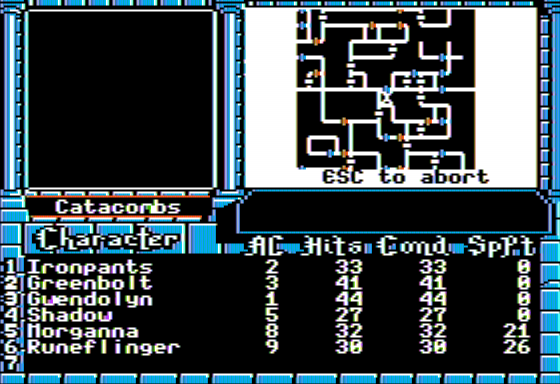 ESC to abort
Catacombs
Character AC Hits Cond SpPt
1 Ironpants 2 33 33 0
2 Greenbolt 3 41 41 0
3 Gwendolyn 1 44 44 0
4 Shadow 5 27 27 0
5 Morganna 8 32 32 21
6 Runeflinger 9 30 30 26
7